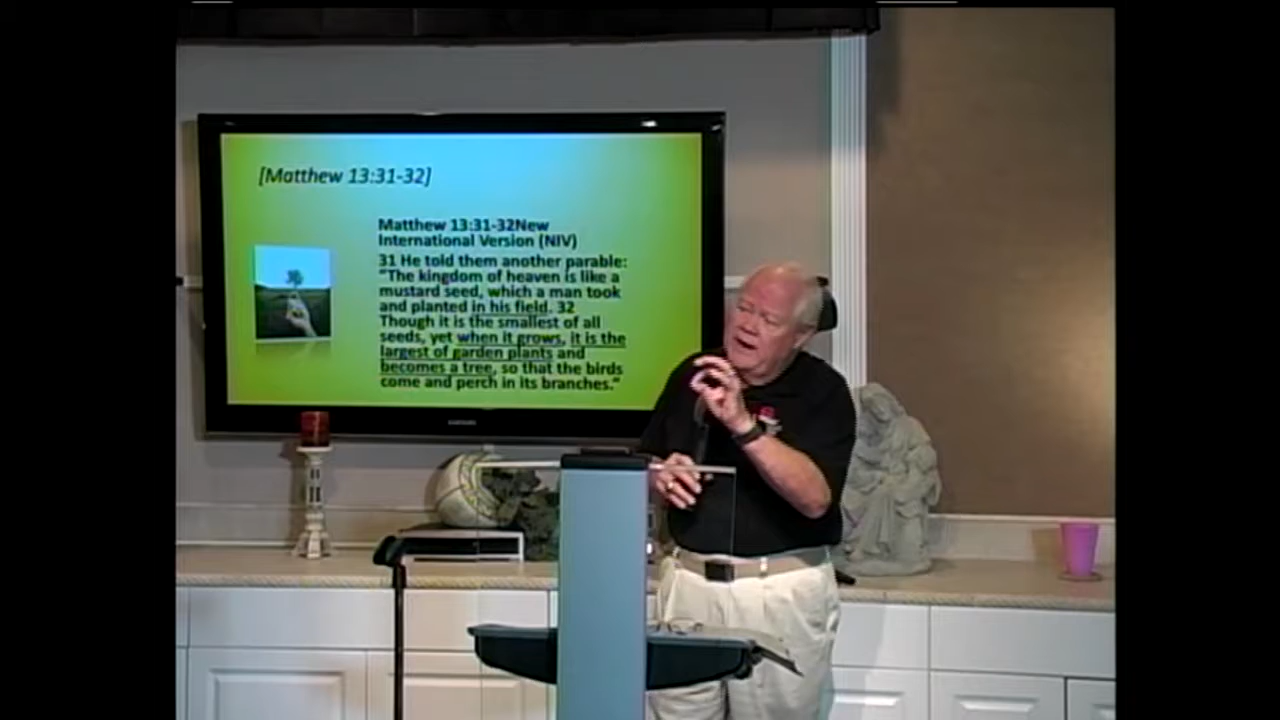 [Matthew 13:31-32]
Matthew 13:31-32New
International Version (NIV)
31 He told them another parable:
"The kingdom of heaven is like a
mustard seed, which a man took
and planted in his field. 32
Though it is the smallest of all
seeds, yet when it grows, it is the
largest of garden plants and
becomes a tree, so that the birds
come and perch in its branches."
SAMSUNG